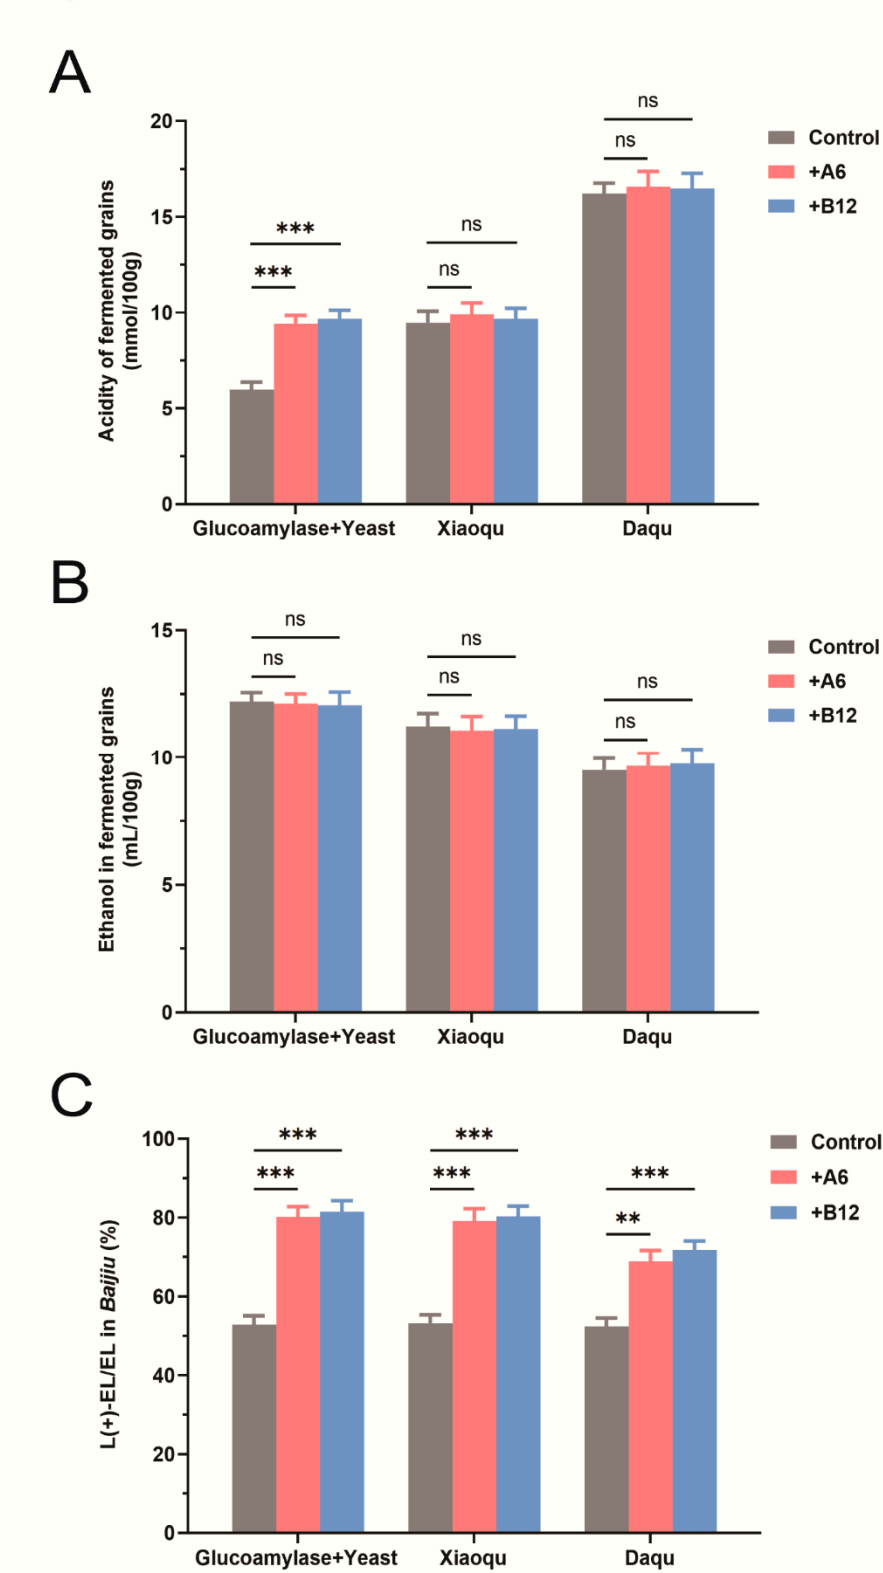 A
20
15
10
5
0
Acidity of fermented grains
(mmol/100g)
***
***
ns
ns
ns
ns
Glucoamylase+Yeast
Xiaoqu
Daqu
Control
+A6
+B12
B
15
10
5
0
Ethanol in fermented grains
(mL/100g)
ns
ns
ns
ns
ns
ns
Glucoamylase+Yeast
Xiaoqu
Daqu
Control
+A6
+B12
C
100
80
60
40
20
0
L(+)-EL/EL in Baijiu (%)
***
***
***
***
***
**
Glucoamylase+Yeast
Xiaoqu
Daqu
Control
+A6
+B12